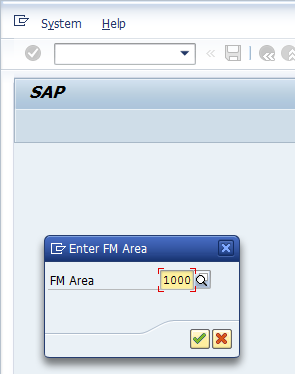 System Help
SAP
Enter FM Area
FM Area 1000